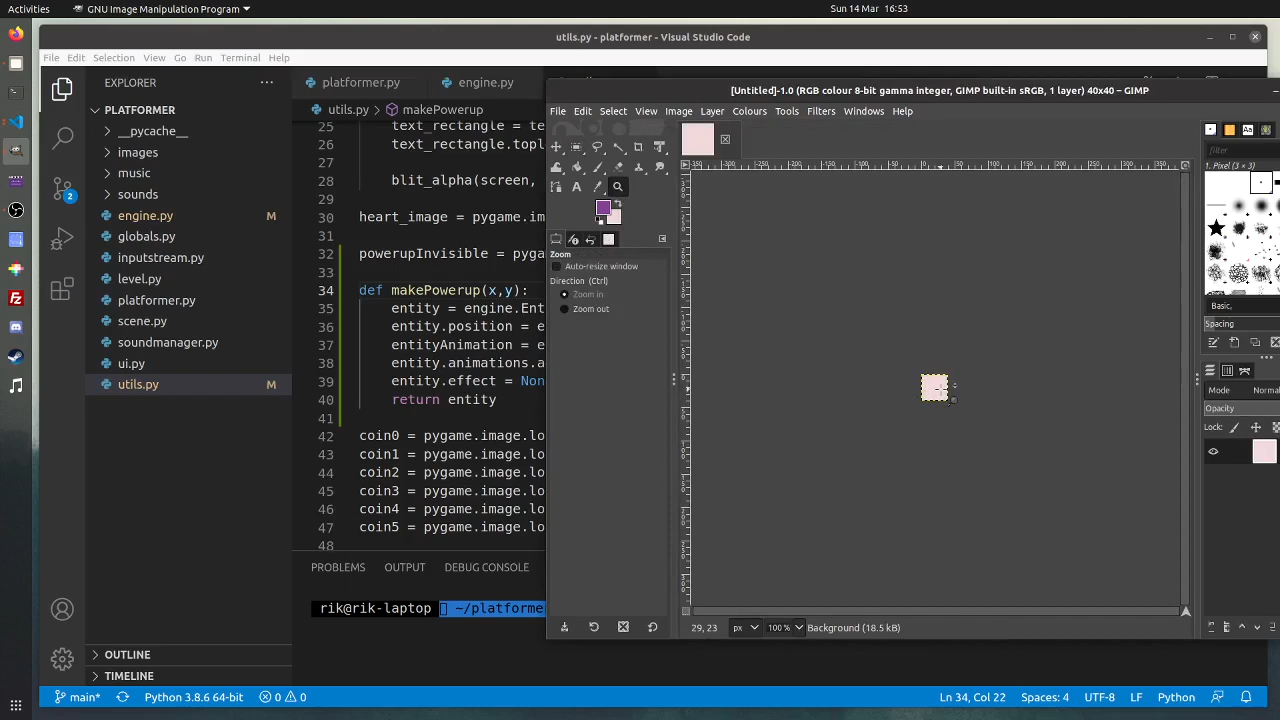 Activities
GNU Image Manipulation Program
Sun 14 Mar 16:53
utils.py - platformer - Visual Studio Code
File Edit Selection View Go Run Terminal Help
EXPLORER
PLATFORMER
__pycache__
images
music
sounds
engine.py M
globals.py
inputstream.py
level.py
platformer.py
scene.py
soundmanager.py
ui.py
utils.py M
OUTLINE
TIMELINE
2
platformer.py
engine.py
utils.py > makePowerup
25 text_rectangle = te
26 text_rectangle.topl
27
28 blit_alpha(screen,
29
30 heart_image = pygame.im
31
32 powerupInvisible = pyga
33
34 def makePowerup(x,y):
35 entity = engine.Ent
36 entity.position = e
37 entityAnimation = e
38 entity.animations.a
39 entity.effect = Non
40 return entity
41
42 coin0 = pygame.image.lo
43 coin1 = pygame.image.lo
44 coin2 = pygame.image.lo
45 coin3 = pygame.image.lo
46 coin4 = pygame.image.lo
47 coin5 = pygame.image.lo
48
PROBLEMS OUTPUT DEBUG CONSOLE
rik@rik-laptop ~/platforme
main* Python 3.8.6 64-bit 0 0
Ln 34, Col 22 Spaces: 4 UTF-8 LF Python
[Untitled]-1.0 (RGB colour 8-bit gamma integer, GIMP built-in sRGB, 1 layer) 40x40 – GIMP
File Edit Select View Image Layer Colours Tools Filters Windows Help
Zoom
Auto-resize window
Direction (Ctrl)
Zoom in
Zoom out
29, 23 px 100 % Background (18.5 kB)
filter
1. Pixel (3 × 3)
Basic,
Spacing
Mode Normal
Opacity
Lock: